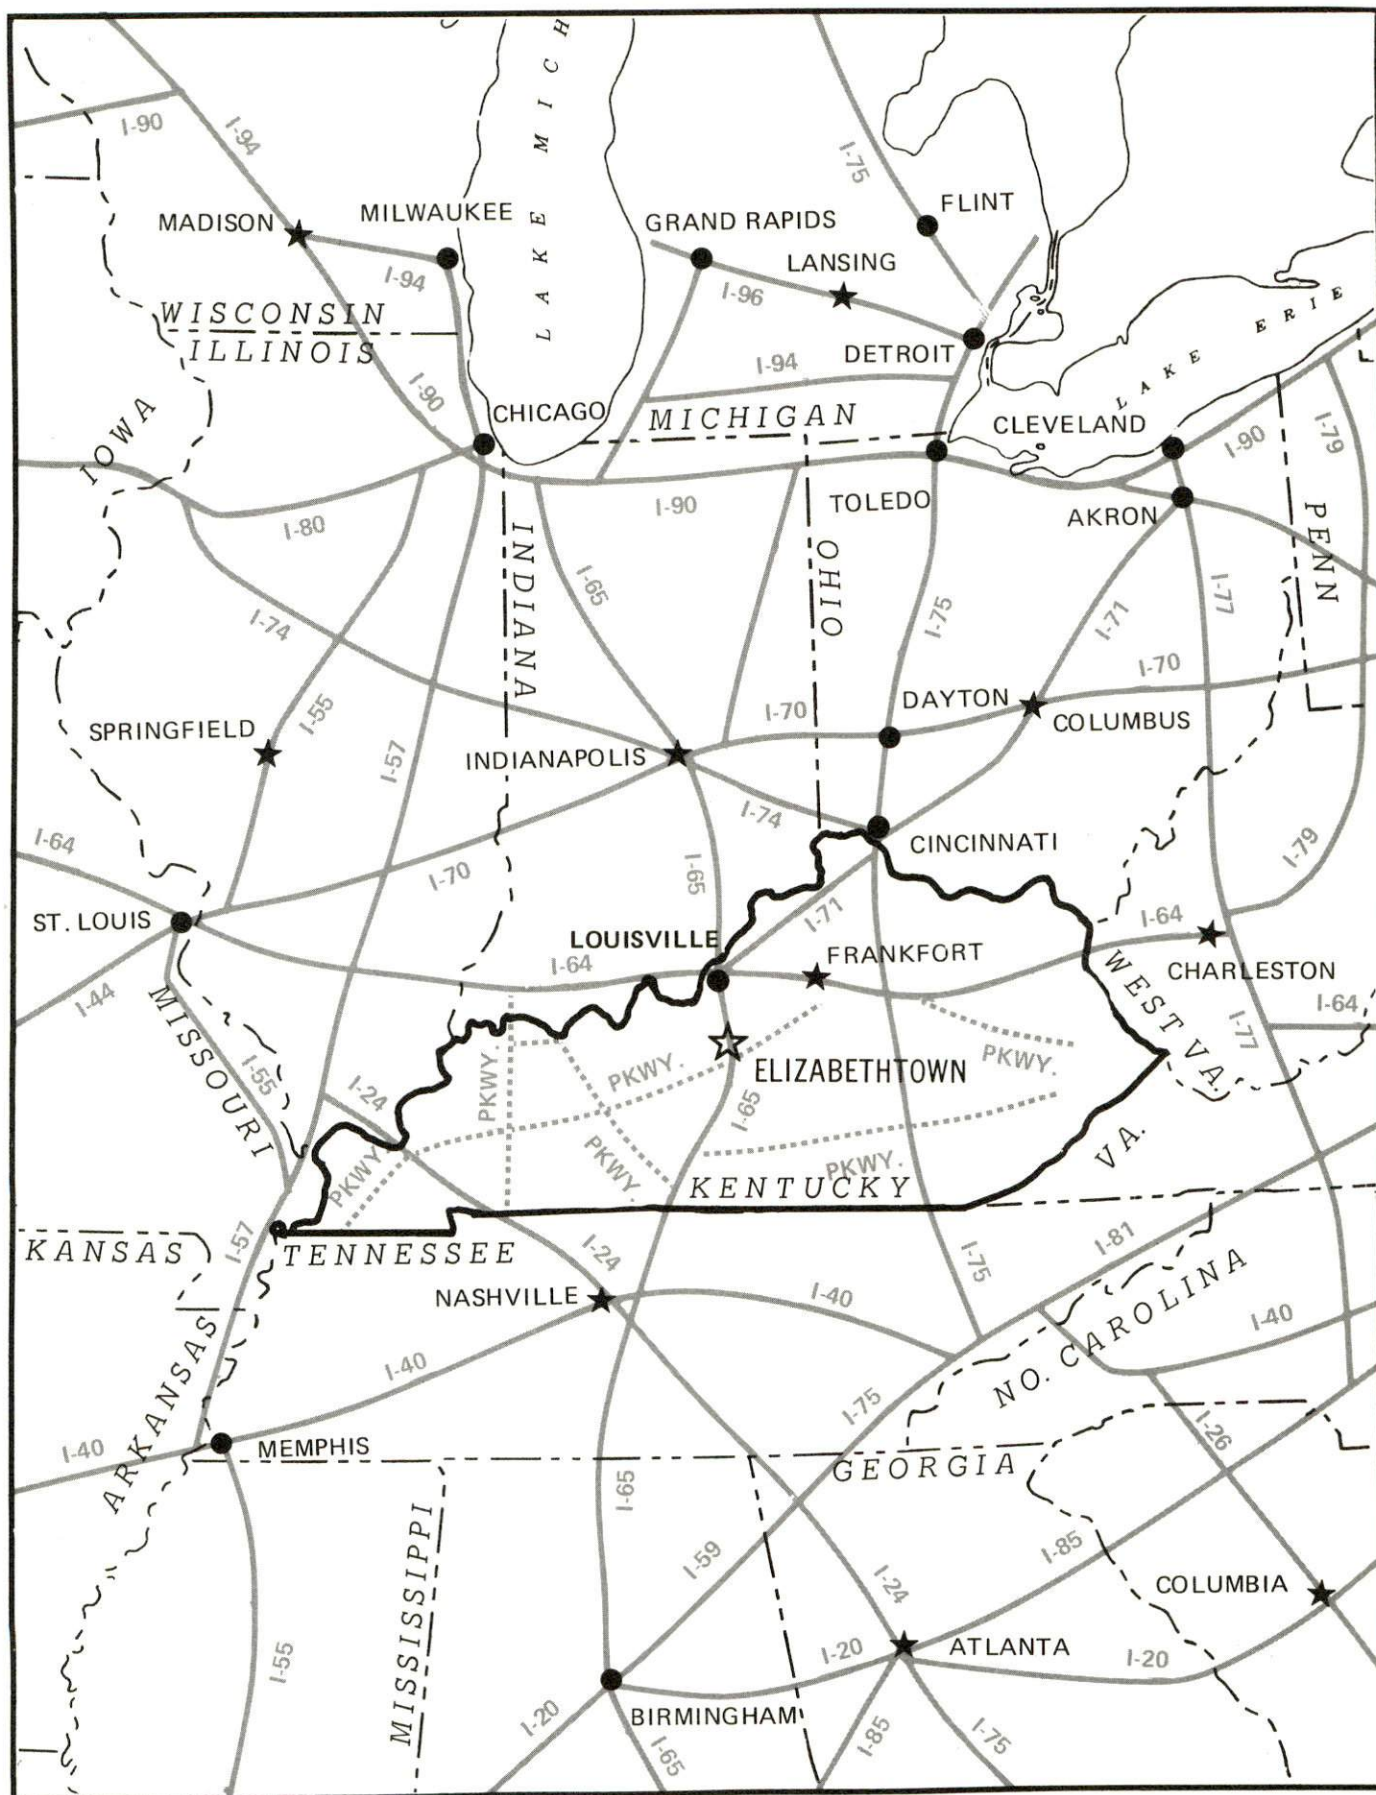 LAKE MICH
I-90
I-94
I-75
FLINT
MADISON
MILWAUKEE
GRAND RAPIDS
LANSING
I-94
I-96
WISCONSIN
ILLINOIS
LAKE ERIE
DETROIT
I-94
I-90
CHICAGO
MICHIGAN
CLEVELAND
IOWA
I-90
I-79
I-80
I-90
TOLEDO
AKRON
PENN
INDIANA
OHIO
I-65
I-74
I-75
I-71
I-77
I-70
SPRINGFIELD
I-55
I-57
INDIANAPOLIS
I-70
DAYTON
COLUMBUS
I-74
CINCINNATI
I-64
I-70
I-65
I-79
ST. LOUIS
I-71
I-64
LOUISVILLE
I-64
FRANKFORT
CHARLESTON
I-44
MISSOURI
WEST VA.
I-64
I-77
I-55
I-24
PKWY.
PKWY.
ELIZABETHTOWN
PKWY.
I-65
PKWY.
PKWY.
PKWY.
VA.
KENTUCKY
KANSAS
I-57
TENNESSEE
I-24
I-75
I-81
NASHVILLE
I-40
NO. CAROLINA
I-40
ARKANSAS
I-40
I-75
I-26
I-40
MEMPHIS
GEORGIA
MISSISSIPPI
I-65
I-59
I-85
I-24
COLUMBIA
I-55
I-20
ATLANTA
I-20
I-20
BIRMINGHAM
I-65
I-85
I-75